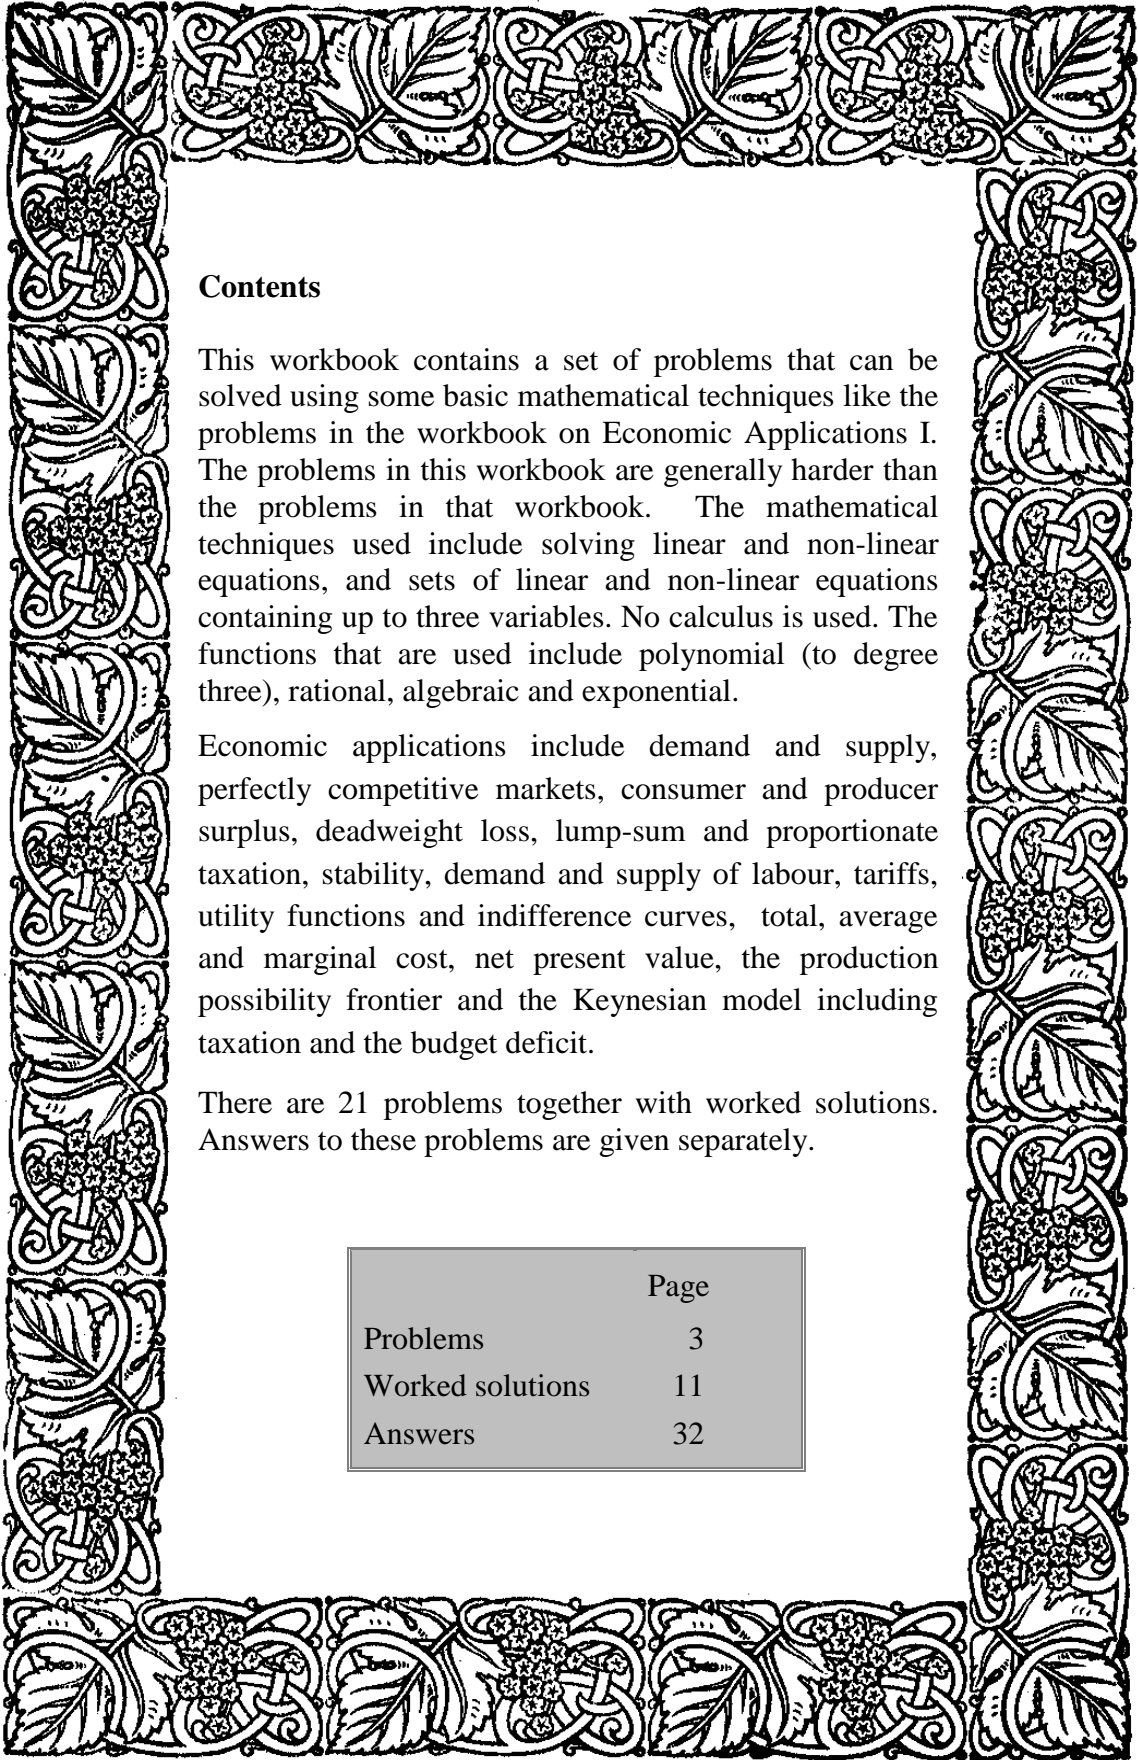 Contents
This workbook contains a set of problems that can be
solved using some basic mathematical techniques like the
problems in the workbook on Economic Applications I.
The problems in this workbook are generally harder than
the problems in that workbook. The mathematical
techniques used include solving linear and non-linear
equations, and sets of linear and non-linear equations
containing up to three variables. No calculus is used. The
functions that are used include polynomial (to degree
three), rational, algebraic and exponential.
Economic applications include demand and supply,
perfectly competitive markets, consumer and producer
surplus, deadweight loss, lump-sum and proportionate
taxation, stability, demand and supply of labour, tariffs,
utility functions and indifference curves, total, average
and marginal cost, net present value, the production
possibility frontier and the Keynesian model including
taxation and the budget deficit.
There are 21 problems together with worked solutions.
Answers to these problems are given separately.
Page
Problems 3
Worked solutions 11
Answers 32